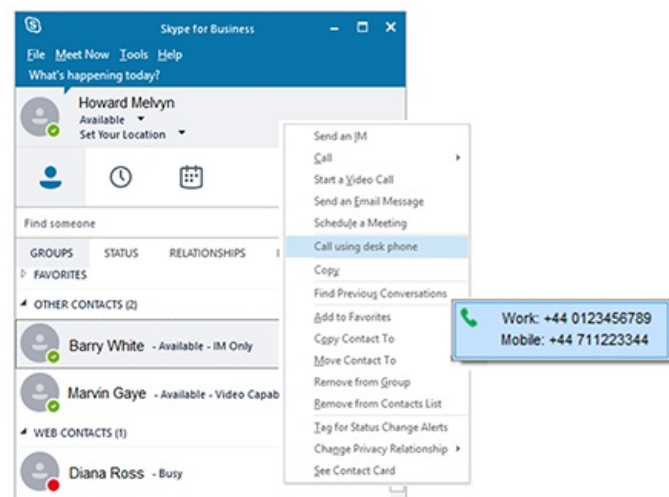 Skype for Business
File Meet Now Tools Help
What's happening today?
Howard Melvyn
Available
Set Your Location
Find someone
GROUPS STATUS RELATIONSHIPS
FAVORITES
OTHER CONTACTS (2)
Barry White - Available - IM Only
Marvin Gaye - Available - Video Capab
WEB CONTACTS (1)
Diana Ross - Busy
Send an IM
Call
Start a Video Call
Send an Email Message
Schedule a Meeting
Call using desk phone
Copy
Find Previous Conversations
Add to Favorites
Copy Contact To
Move Contact To
Remove from Group
Remove from Contacts List
Tag for Status Change Alerts
Change Privacy Relationship
See Contact Card
Work: +44 0123456789
Mobile: +44 711223344